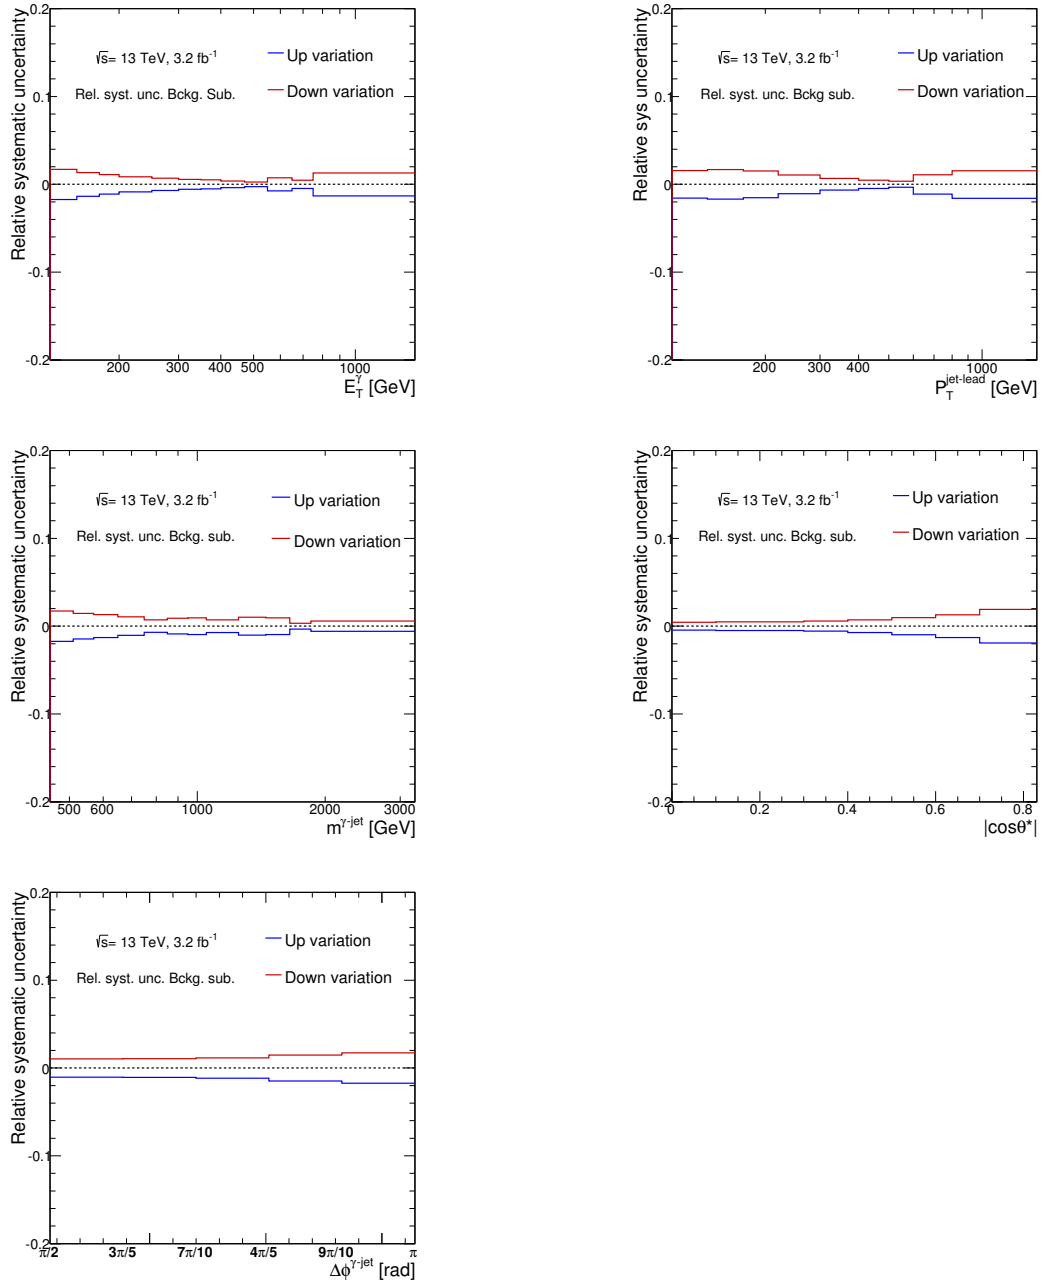 Relative systematic uncertainty
0.2
0.1
0
-0.1
-0.2
√s= 13 TeV, 3.2 fb⁻¹
Rel. syst. unc. Bckg. Sub.
Up variation
Down variation
200 300 400 500 1000
E_T^γ [GeV]
Relative sys uncertainty
0.2
0.1
0
-0.1
-0.2
√s= 13 TeV, 3.2 fb⁻¹
Rel. syst. unc. Bckg sub.
Up variation
Down variation
200 300 400 1000
P_T^jet-lead [GeV]
Relative systematic uncertainty
0.2
0.1
0
-0.1
-0.2
√s= 13 TeV, 3.2 fb⁻¹
Rel. syst. unc. Bckg. sub.
Up variation
Down variation
500 600 1000 2000 3000
m^γ-jet [GeV]
Relative systematic uncertainty
0.2
0.1
0
-0.1
-0.2
√s= 13 TeV, 3.2 fb⁻¹
Rel. syst. unc. Bckg. sub.
Up variation
Down variation
0 0.2 0.4 0.6 0.8
|cosθ*|
Relative systematic uncertainty
0.2
0.1
0
-0.1
-0.2
√s= 13 TeV, 3.2 fb⁻¹
Rel. syst. unc. Bckg. sub.
Up variation
Down variation
π/2 3π/5 7π/10 4π/5 9π/10 π
Δϕ^γ-jet [rad]